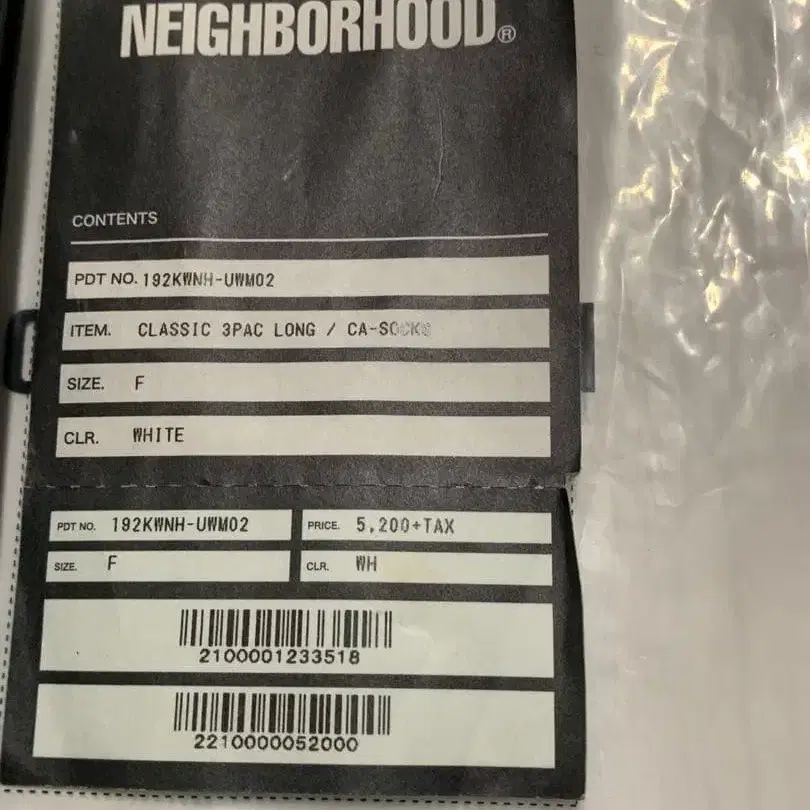 NEIGHBORHOOD®
CONTENTS
PDT NO. 192KWNH-UWM02
ITEM. CLASSIC 3PAC LONG / CA-SOCKS
SIZE. F
CLR. WHITE
PDT NO. 192KWNH-UWM02 PRICE. 5,200+TAX
SIZE. F CLR. WH
2100001233518
2210000052000